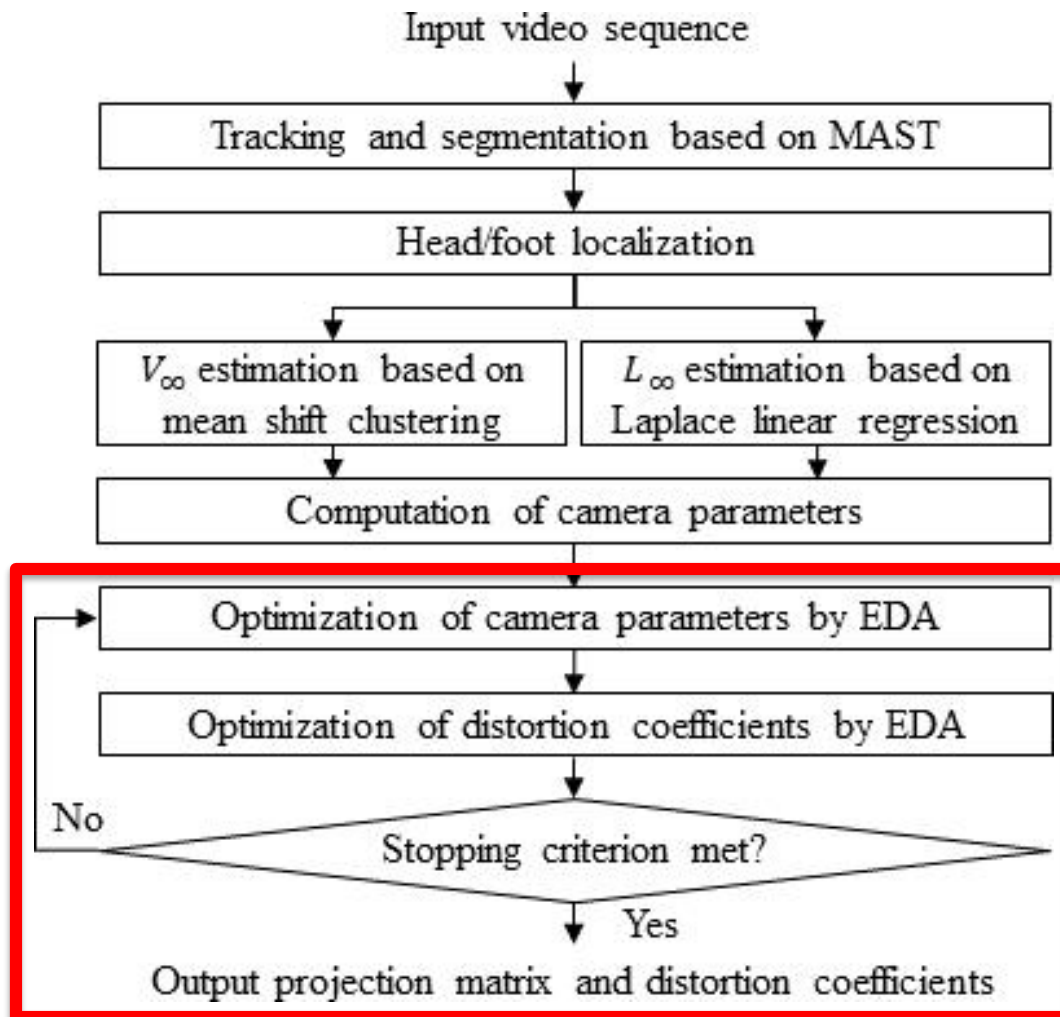 Input video sequence
Tracking and segmentation based on MAST
Head/foot localization
V∞ estimation based on
mean shift clustering
L∞ estimation based on
Laplace linear regression
Computation of camera parameters
Optimization of camera parameters by EDA
Optimization of distortion coefficients by EDA
No
Stopping criterion met?
Yes
Output projection matrix and distortion coefficients